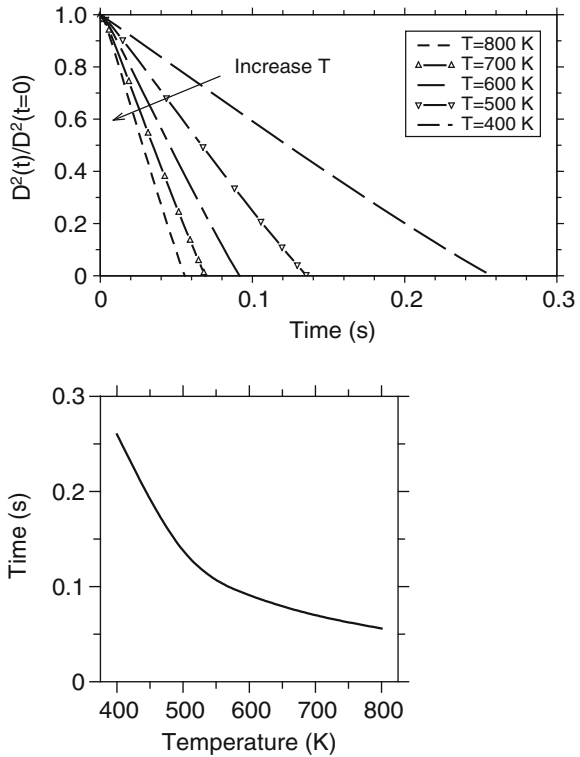 1.0
0.8
0.6
0.4
0.2
0
D²(t)/D²(t=0)
Increase T
T=800 K
T=700 K
T=600 K
T=500 K
T=400 K
0 0.1 0.2 0.3
Time (s)
0.3
0.2
0.1
0
Time (s)
400 500 600 700 800
Temperature (K)